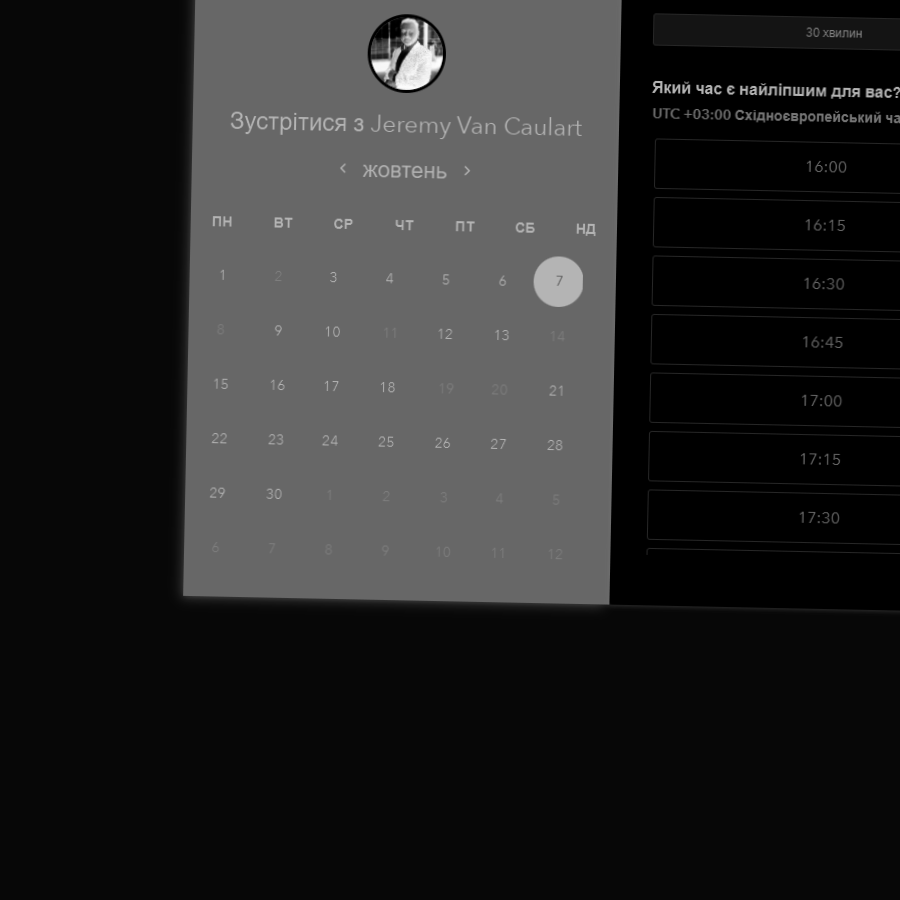 Зустрітися з Jeremy Van Caulart
‹ жовтень ›
ПН ВТ СР ЧТ ПТ СБ НД
1 2 3 4 5 6 7
8 9 10 11 12 13 14
15 16 17 18 19 20 21
22 23 24 25 26 27 28
29 30 1 2 3 4 5
6 7 8 9 10 11 12
30 хвилин
Який час є найліпшим для вас?
UTC +03:00 Східноєвропейський
16:00
16:15
16:30
16:45
17:00
17:15
17:30